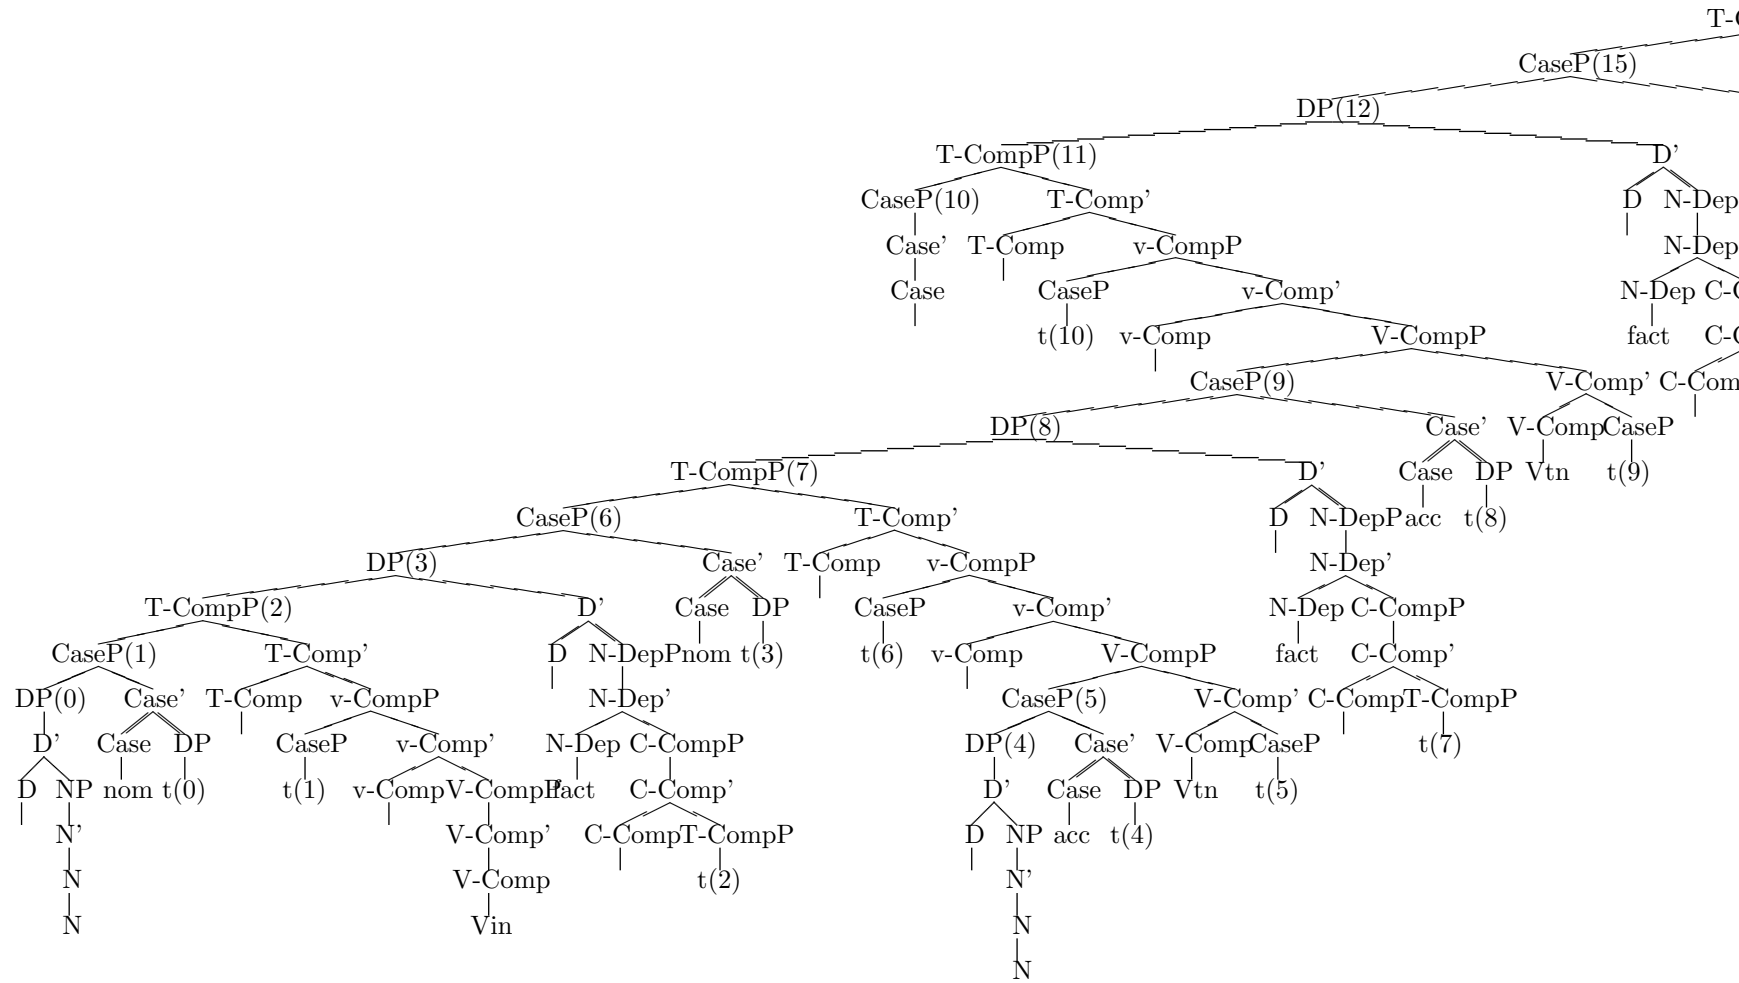 T-C
CaseP(15)
DP(12)
T-CompP(11) D'
CaseP(10) T-Comp' D N-Dep
Case' T-Comp v-CompP N-Dep
Case CaseP v-Comp' N-Dep C-C
t(10) v-Comp V-CompP fact C-C
CaseP(9) V-Comp' C-Com
DP(8) Case' V-Comp CaseP
T-CompP(7) D' Case DP Vtn t(9)
CaseP(6) T-Comp' D N-DepP acc t(8)
DP(3) Case' T-Comp v-CompP N-Dep'
T-CompP(2) D' Case DP CaseP v-Comp' N-Dep C-CompP
CaseP(1) T-Comp' D N-DepP nom t(3) t(6) v-Comp V-CompP fact C-Comp'
DP(0) Case' T-Comp v-CompP N-Dep' CaseP(5) V-Comp' C-Comp T-CompP
D' Case DP CaseP v-Comp' N-Dep C-CompP DP(4) Case' V-Comp CaseP t(7)
D NP nom t(0) t(1) v-Comp V-CompP fact C-Comp' D' Case DP Vtn t(5)
N' V-Comp' C-Comp T-CompP D NP acc t(4)
N V-Comp t(2) N'
N Vin N
N